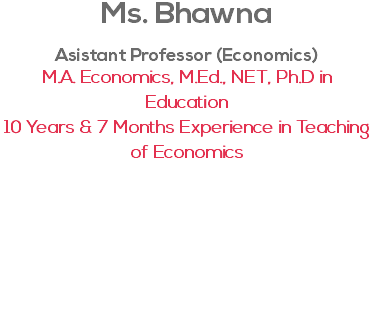 Ms. Bhawna
Asistant Professor (Economics)
M.A. Economics, M.Ed., NET, Ph.D in
Education
10 Years & 7 Months Experience in Teaching
of Economics